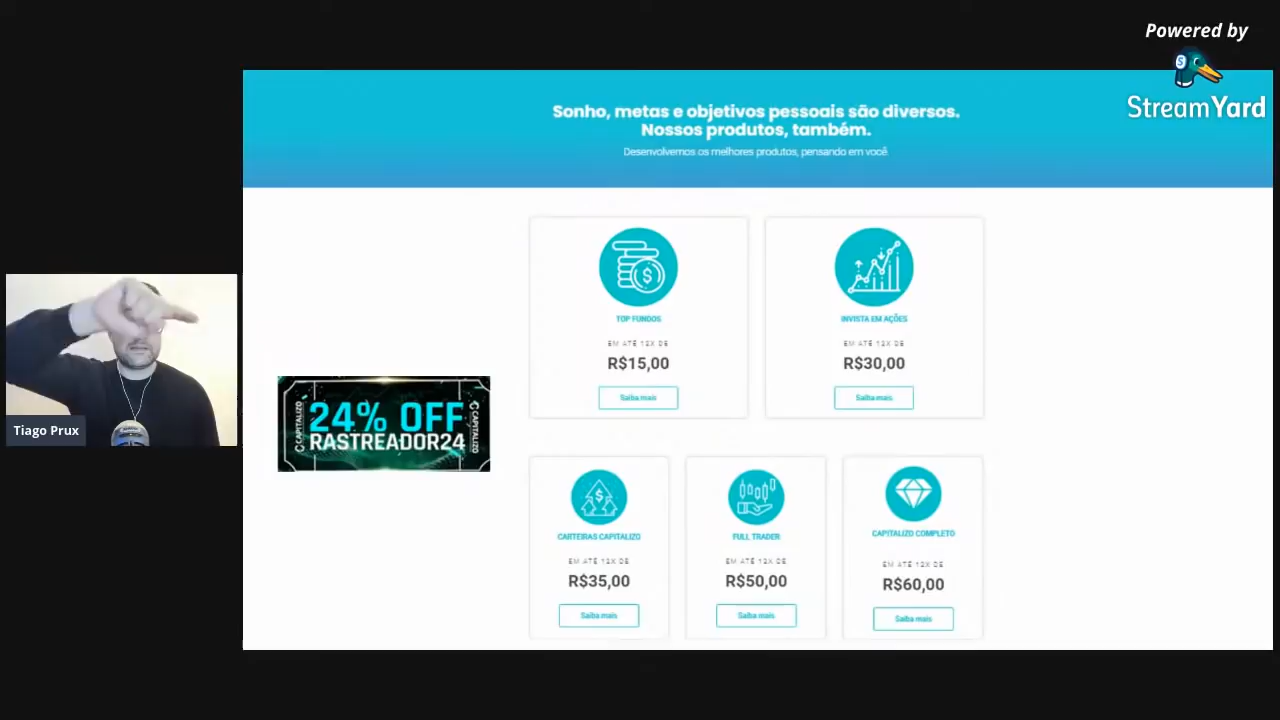 Powered by
StreamYard
Sonho, metas e objetivos pessoais são diversos.
Nossos produtos, também.
Desenvolvemos os melhores produtos, pensando em você.
TOP FUNDOS
EM ATÉ 12X DE
R$15,00
Saiba mais
INVISTA EM AÇÕES
EM ATÉ 12X DE
R$30,00
Saiba mais
Tiago Prux
CAPITALIZO
24% OFF
RASTREADOR24
CAPITALIZO
CARTEIRAS CAPITALIZO
EM ATÉ 12X DE
R$35,00
Saiba mais
FULL TRADER
EM ATÉ 12X DE
R$50,00
Saiba mais
CAPITALIZO COMPLETO
EM ATÉ 12X DE
R$60,00
Saiba mais